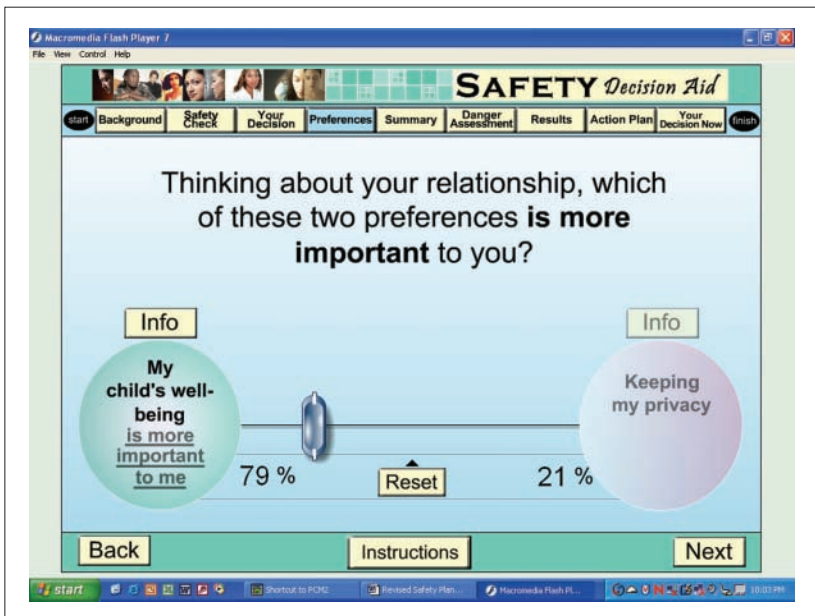 Macromedia Flash Player 7
File View Control Help
SAFETY Decision Aid
start Background Safety Check Your Decision Preferences Summary Danger Assessment Results Action Plan Your Decision Now finish
Thinking about your relationship, which
of these two preferences is more
important to you?
Info Info
My
child's well-
being
is more
important
to me
Keeping
my privacy
79 % 21 %
Reset
Back Instructions Next
start Shortcut to PCM2 Revised Safety Plan... Macromedia Flash Pl... 10:03 PM